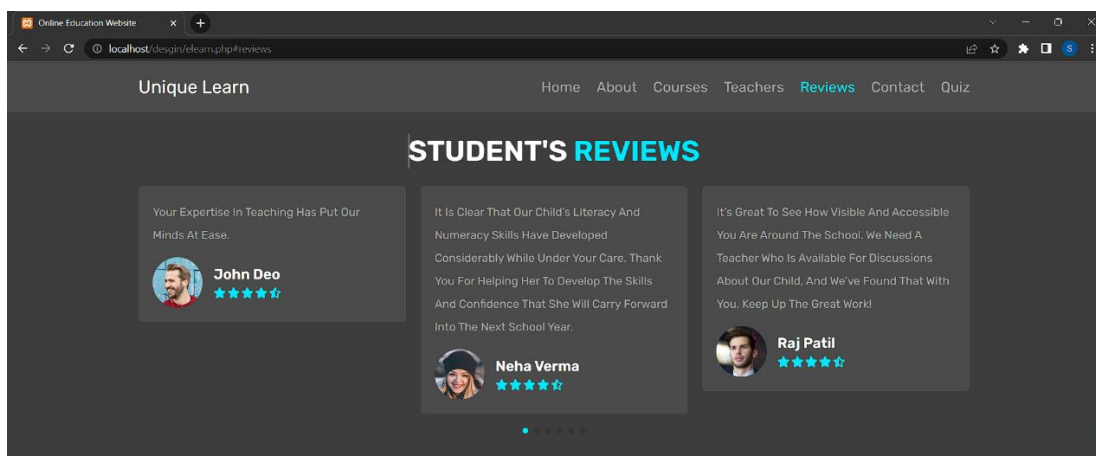 Online Education Website
localhost/desgin/elearn.php#reviews
S
Unique Learn
Home About Courses Teachers Reviews Contact Quiz
STUDENT'S REVIEWS
Your Expertise In Teaching Has Put Our
Minds At Ease.
John Deo
It Is Clear That Our Child's Literacy And
Numeracy Skills Have Developed
Considerably While Under Your Care. Thank
You For Helping Her To Develop The Skills
And Confidence That She Will Carry Forward
Into The Next School Year.
Neha Verma
It's Great To See How Visible And Accessible
You Are Around The School. We Need A
Teacher Who Is Available For Discussions
About Our Child, And We've Found That With
You. Keep Up The Great Work!
Raj Patil